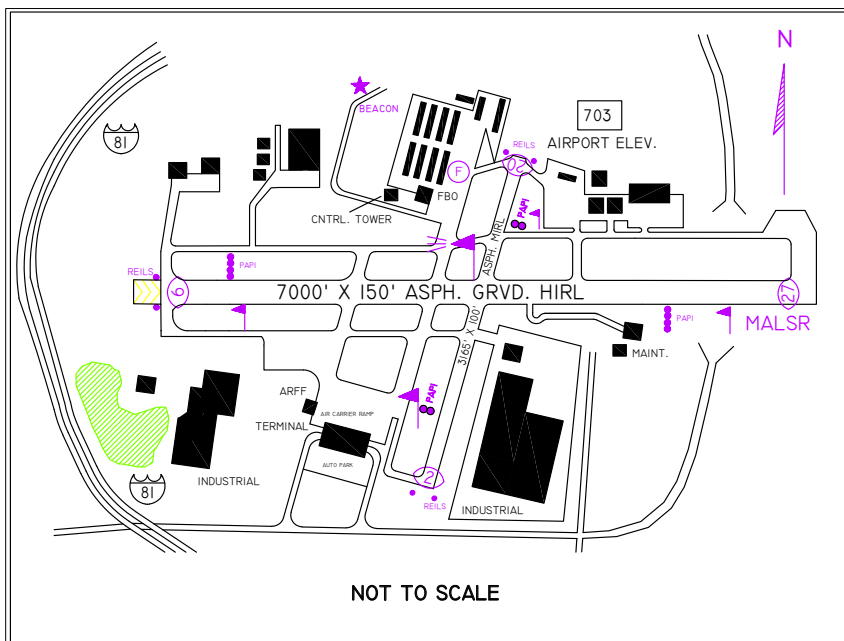 N
81
BEACON
703
AIRPORT ELEV.
REILS
20
F
FBO
CNTRL. TOWER
PAPI
ASPH. MIRL
REILS
PAPI
9
7000' X 150' ASPH. GRVD. HIRL
27
3165' X 100'
PAPI
MALSR
MAINT.
ARFF
AIR CARRIER RAMP
PAPI
TERMINAL
AUTO PARK
2
81
INDUSTRIAL
REILS
INDUSTRIAL
NOT TO SCALE